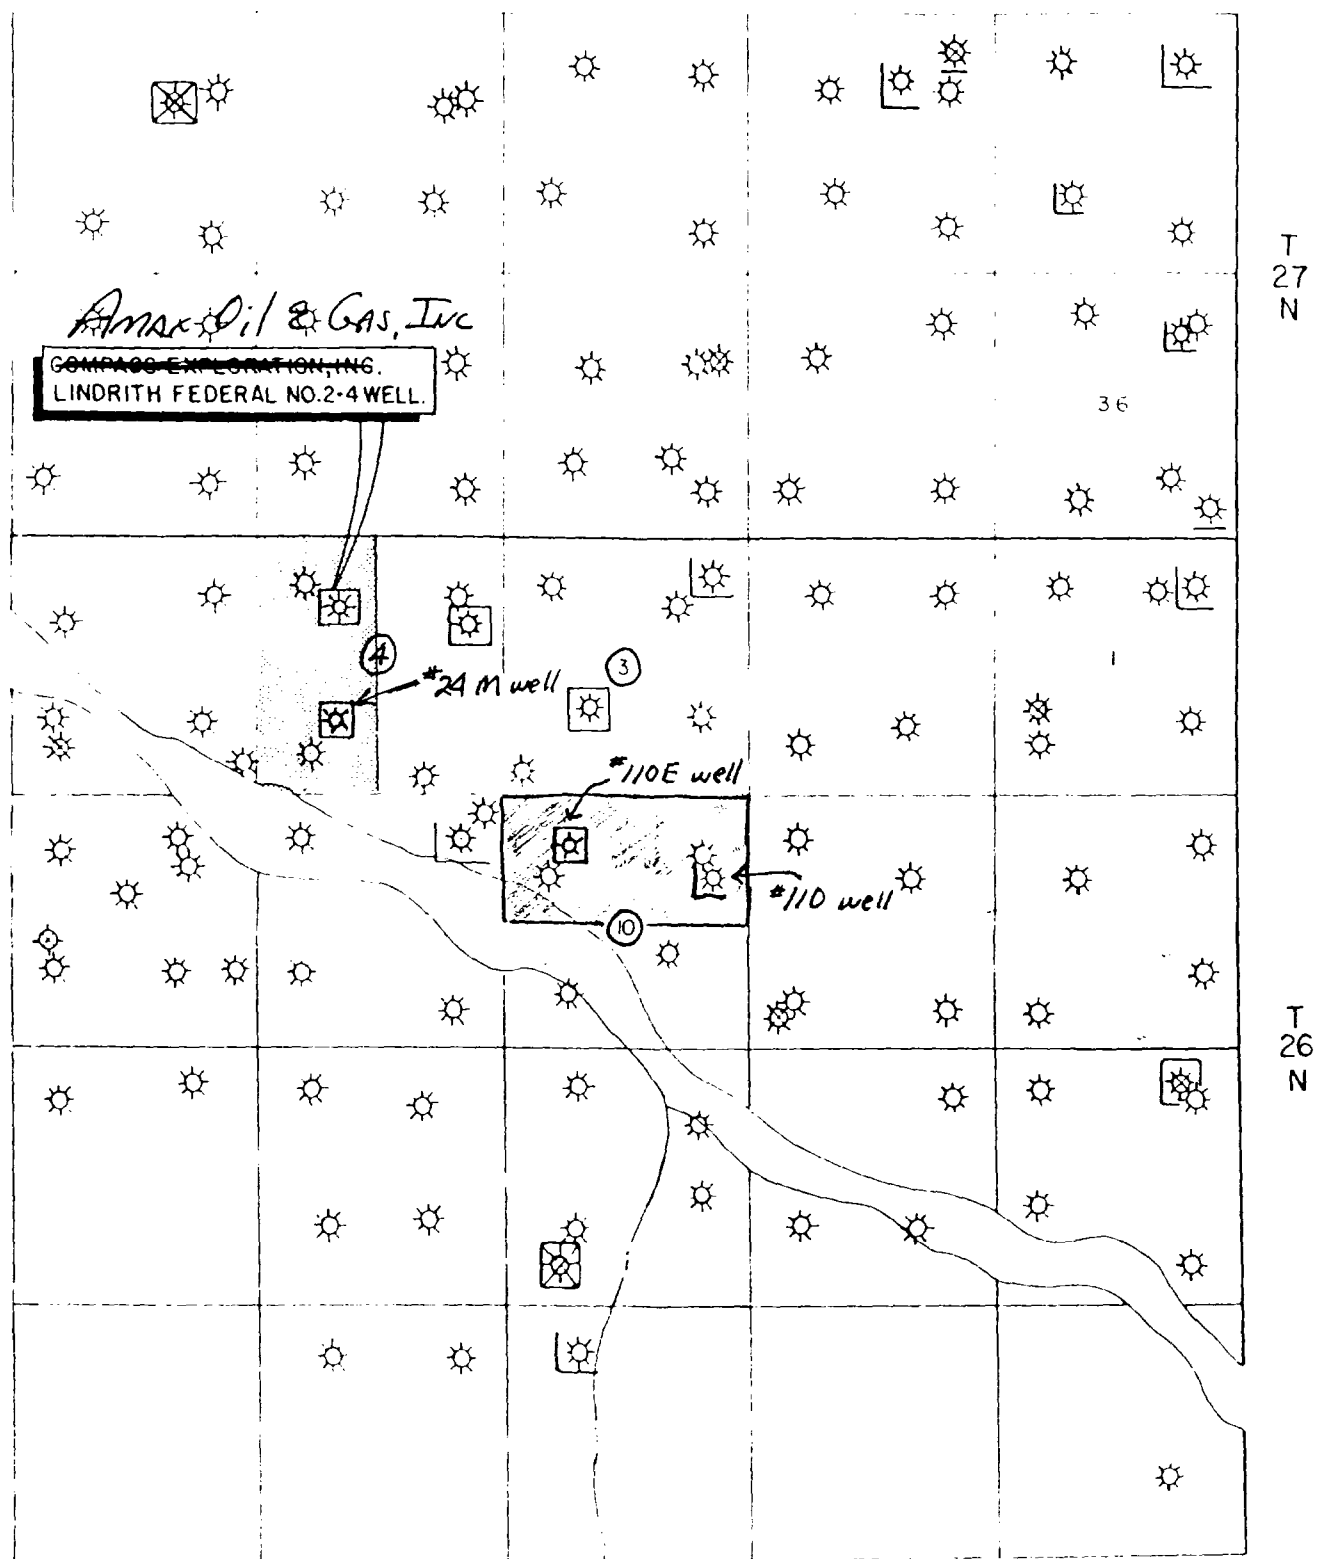 T
27
N
Amax Oil & Gas, Inc
COMPASS EXPLORATION, INC.
LINDRITH FEDERAL NO.2-4 WELL.
36
4
3
#24 M well
1
#110E well
#110 well
10
T
26
N